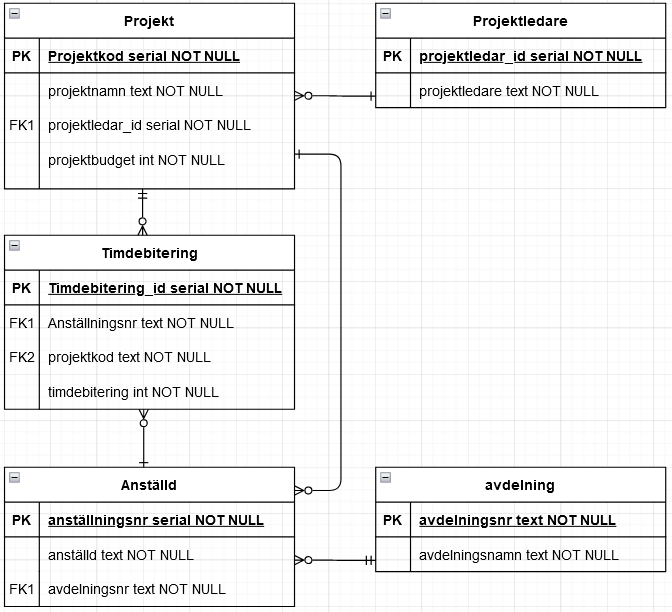 Projekt
PK Projektkod serial NOT NULL
projektnamn text NOT NULL
FK1 projektledar_id serial NOT NULL
projektbudget int NOT NULL
Projektledare
PK projektledar_id serial NOT NULL
projektledare text NOT NULL
Timdebitering
PK Timdebitering_id serial NOT NULL
FK1 Anställningsnr text NOT NULL
FK2 projektkod text NOT NULL
timdebitering int NOT NULL
Anställd
PK anställningsnr serial NOT NULL
anställd text NOT NULL
FK1 avdelningsnr text NOT NULL
avdelning
PK avdelningsnr text NOT NULL
avdelningsnamn text NOT NULL